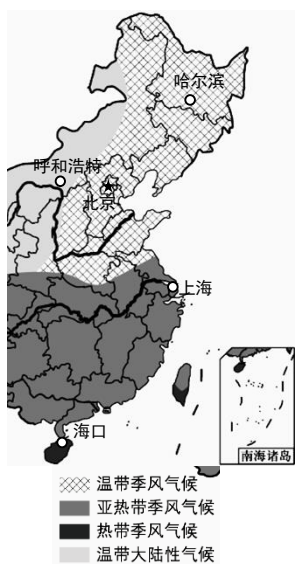 哈尔滨
呼和浩特
北京
上海
海口
南海诸岛
温带季风气候
亚热带季风气候
热带季风气候
温带大陆性气候